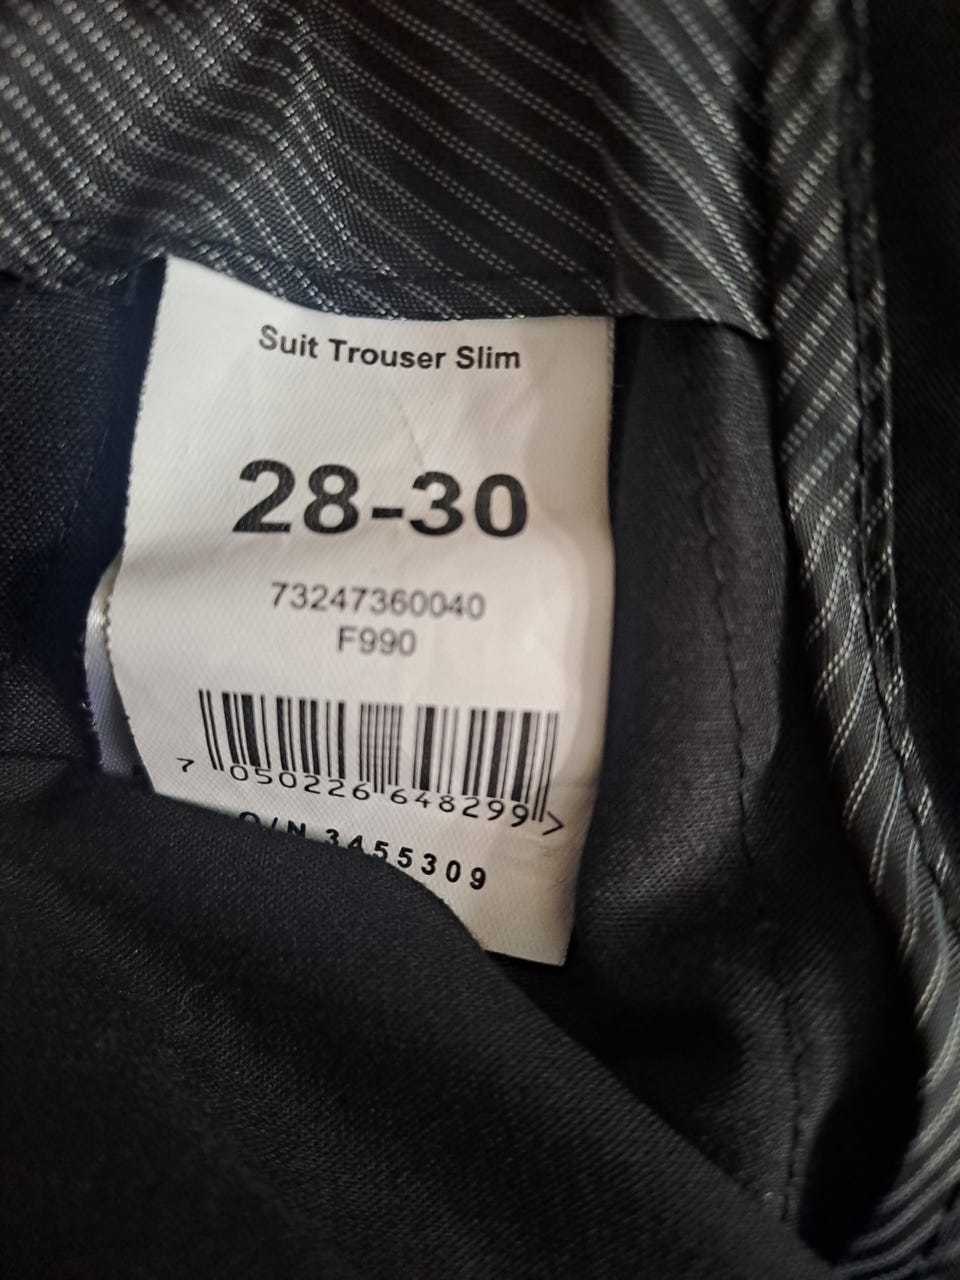 Suit Trouser Slim
28-30
73247360040
F990
7 050226 648299 >
O/N 3455309